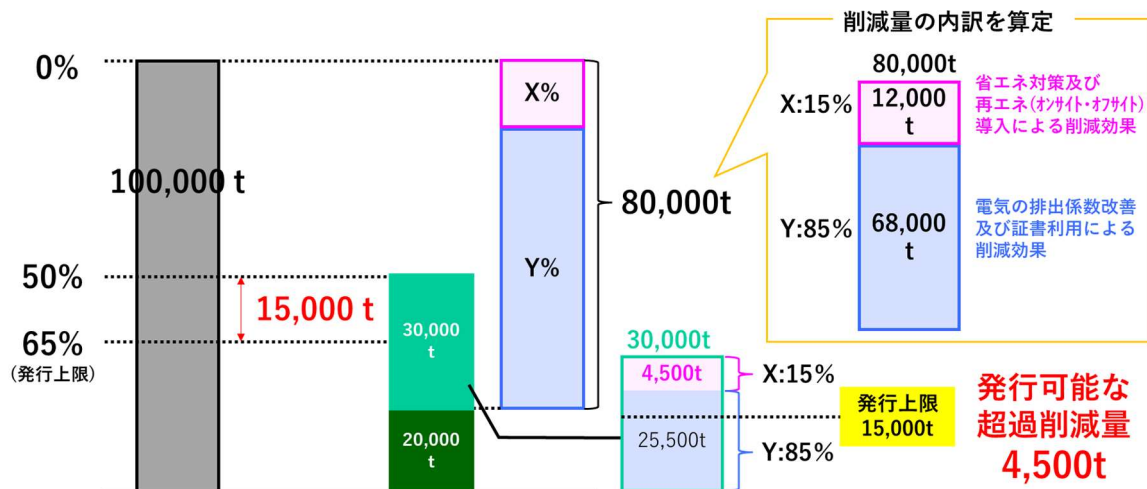 0%
50%
65%
(発行上限)
100,000 t
15,000 t
30,000
t
20,000
t
X%
Y%
80,000t
30,000t
4,500t
25,500t
X:15%
Y:85%
発行上限
15,000t
発行可能な
超過削減量
4,500t
削減量の内訳を算定
80,000t
X:15%
12,000
t
Y:85%
68,000
t
省エネ対策及び
再エネ(ｵﾝｻｲﾄ・ｵﾌｻｲﾄ)
導入による削減効果
電気の排出係数改善
及び証書利用による
削減効果